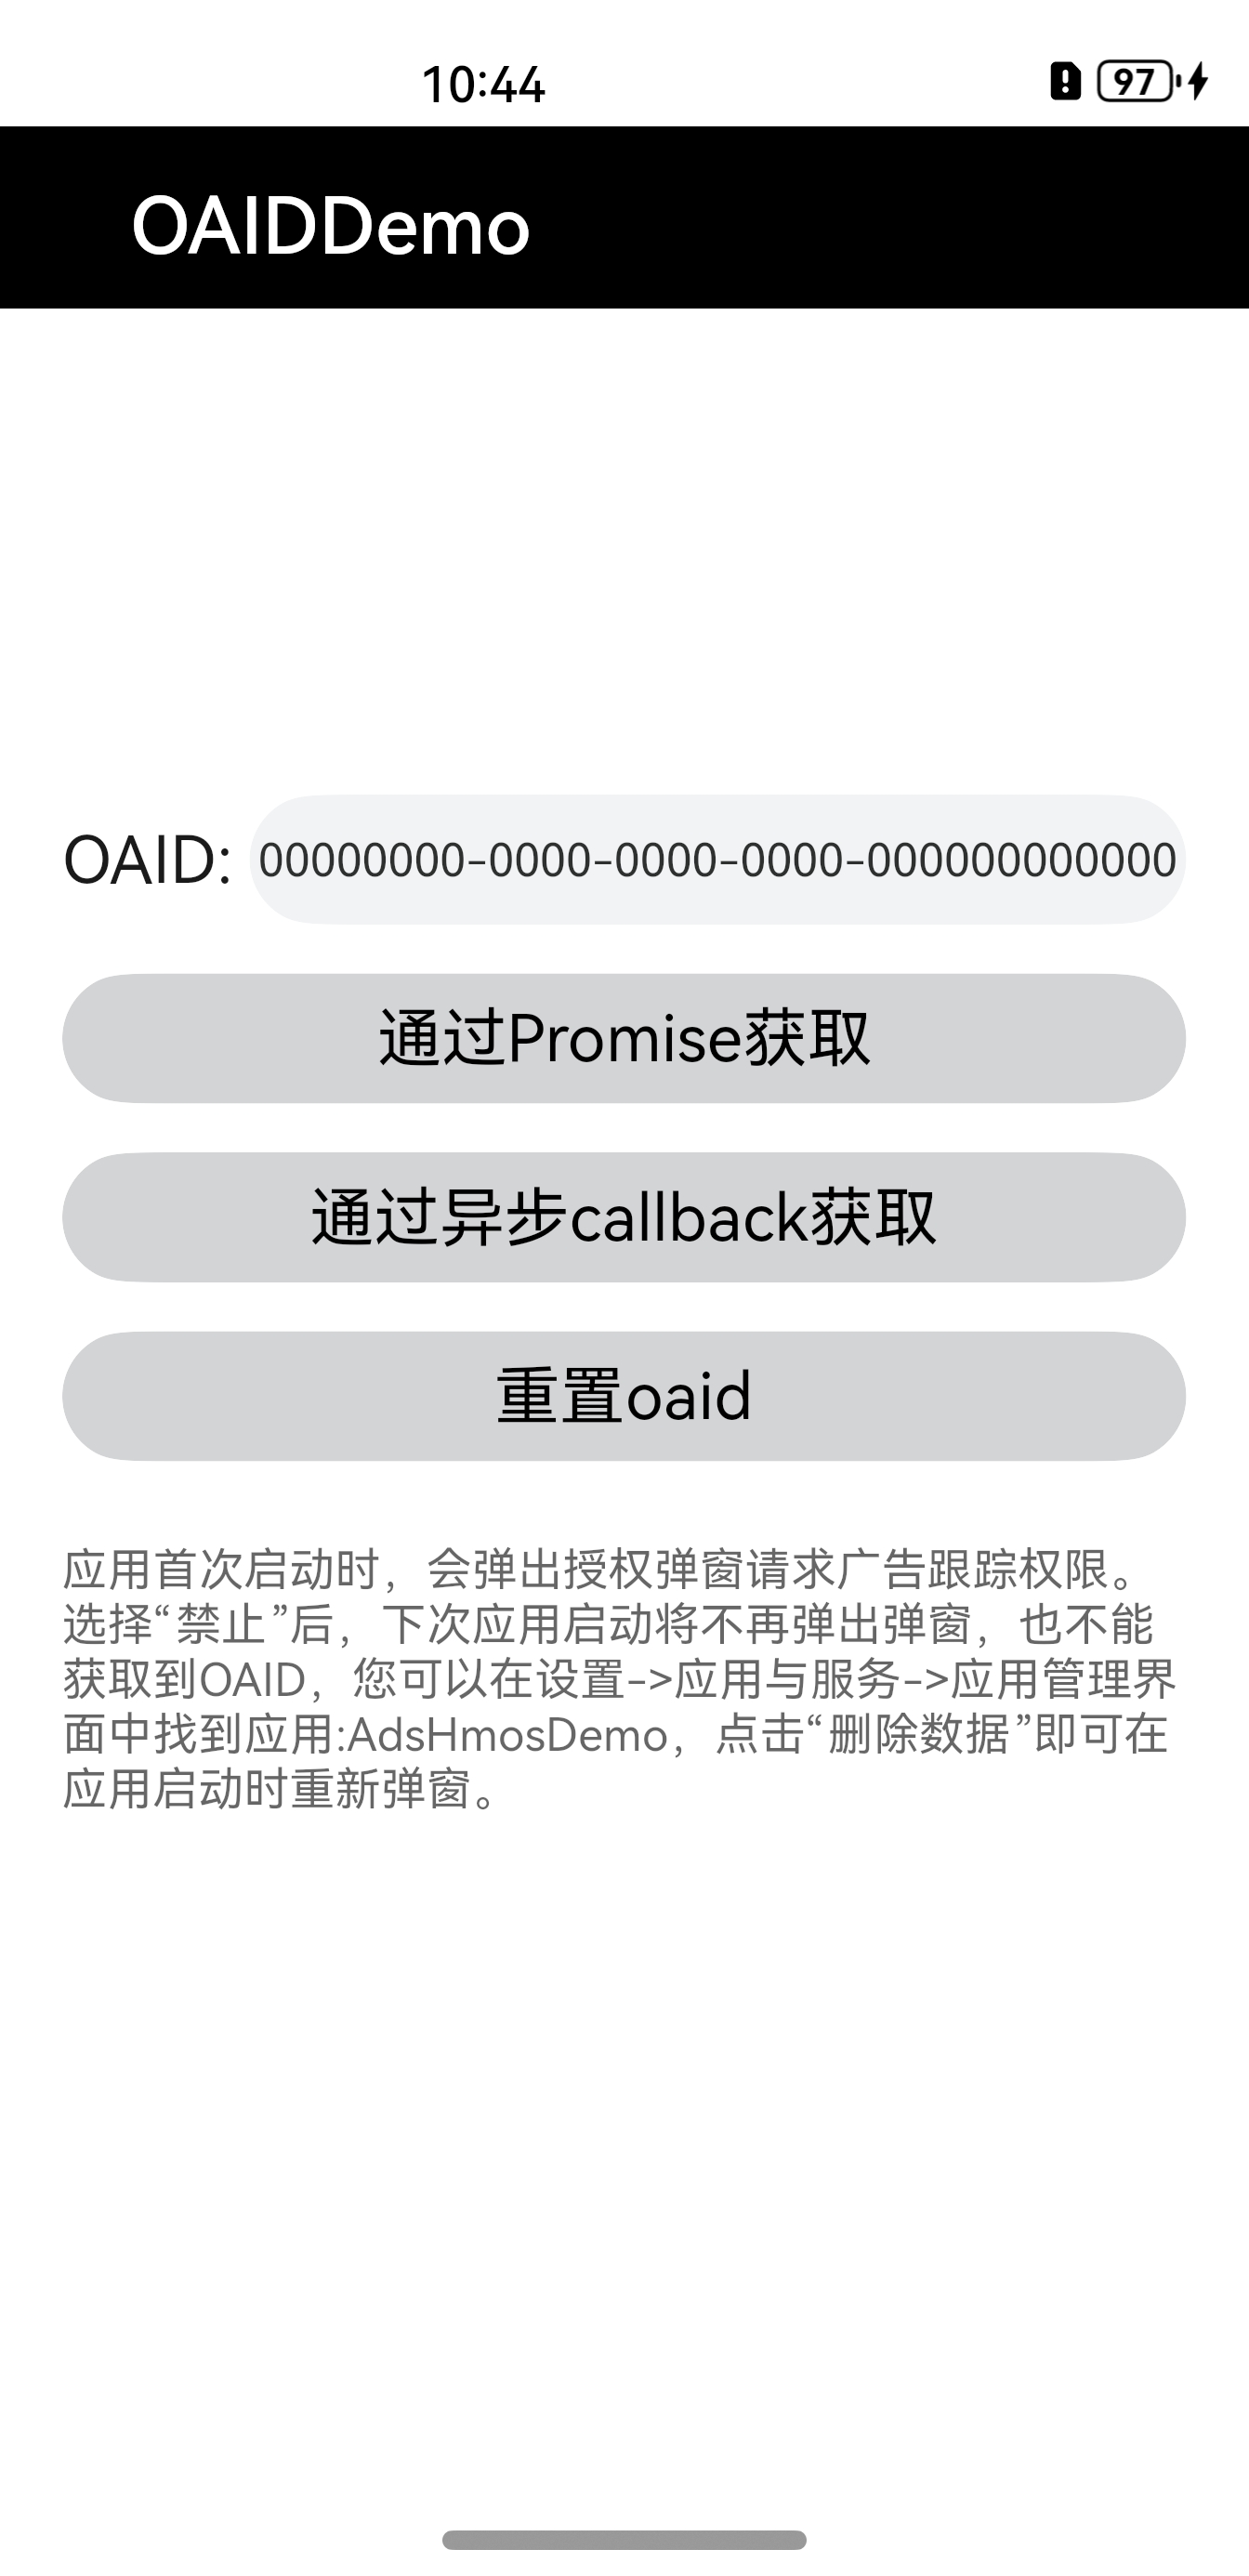 10:44
97
OAIDDemo
OAID:
00000000-0000-0000-0000-000000000000
通过Promise获取
通过异步callback获取
重置oaid
应用首次启动时，会弹出授权弹窗请求广告跟踪权限。
选择“禁止”后，下次应用启动将不再弹出弹窗，也不能
获取到OAID，您可以在设置->应用与服务->应用管理界
面中找到应用:AdsHmosDemo，点击“删除数据”即可在
应用启动时重新弹窗。